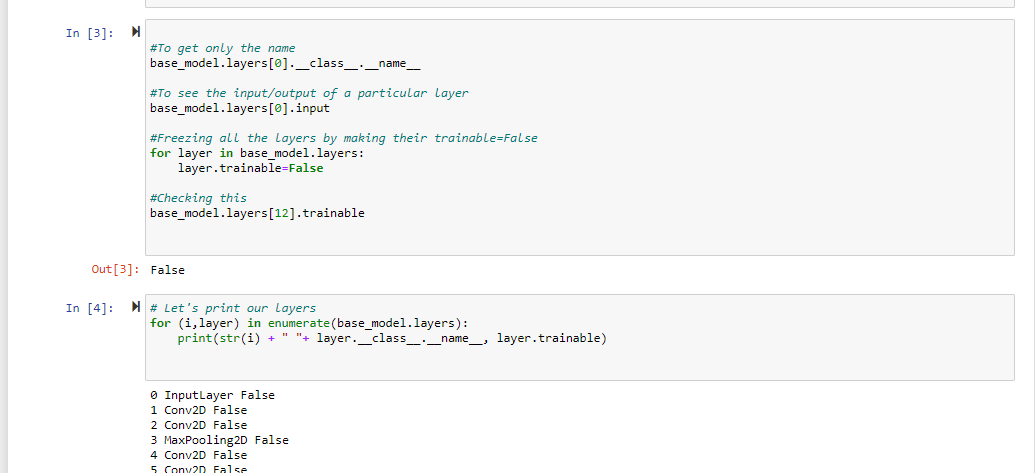 In [3]:
#To get only the name
base_model.layers[0].__class__.__name__
#To see the input/output of a particular layer
base_model.layers[0].input
#Freezing all the layers by making their trainable=False
for layer in base_model.layers:
    layer.trainable=False
#Checking this
base_model.layers[12].trainable
Out[3]: False
In [4]: # Let's print our layers
for (i,layer) in enumerate(base_model.layers):
    print(str(i) + " "+ layer.__class__.__name__, layer.trainable)
0 InputLayer False
1 Conv2D False
2 Conv2D False
3 MaxPooling2D False
4 Conv2D False
5 Conv2D False